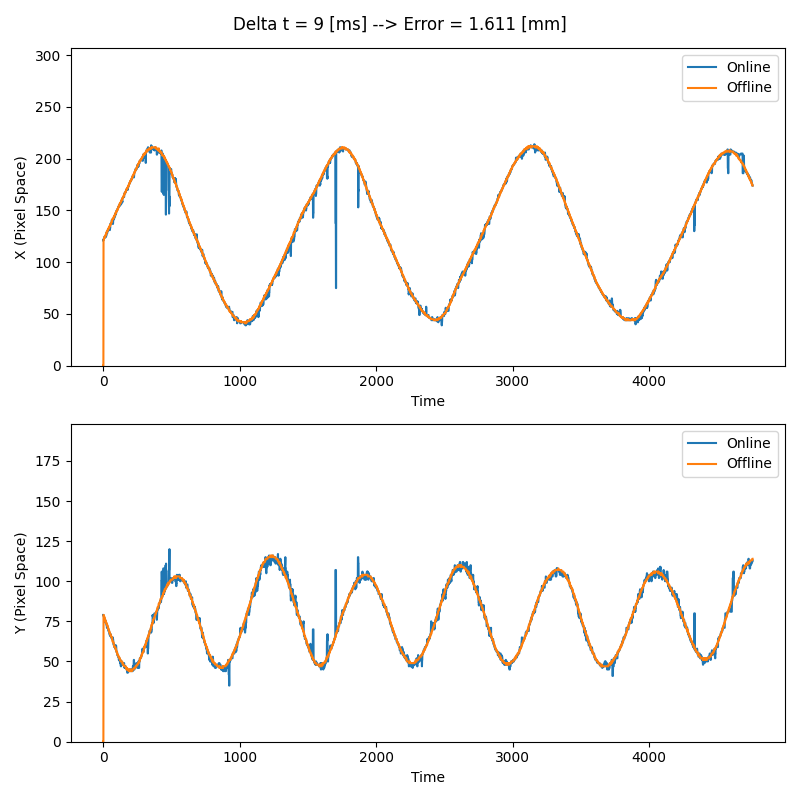 Delta t = 9 [ms] --> Error = 1.611 [mm]
300
250
200
150
100
50
0
X (Pixel Space)
Online
Offline
0 1000 2000 3000 4000
Time
175
150
125
100
75
50
25
0
Y (Pixel Space)
Online
Offline
0 1000 2000 3000 4000
Time